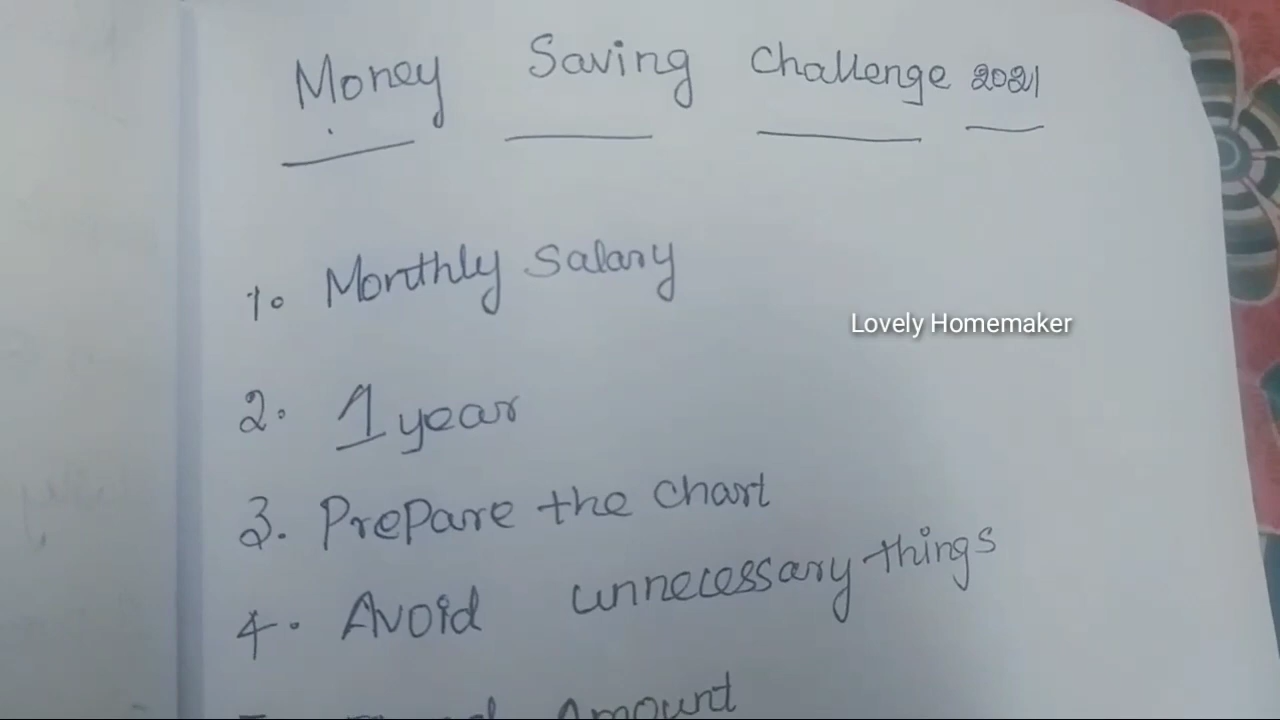 Money Saving Challenge 2021
1. Monthly Salary
Lovely Homemaker
2. 1 year
3. Prepare the chart
4. Avoid unnecessary things
Amount